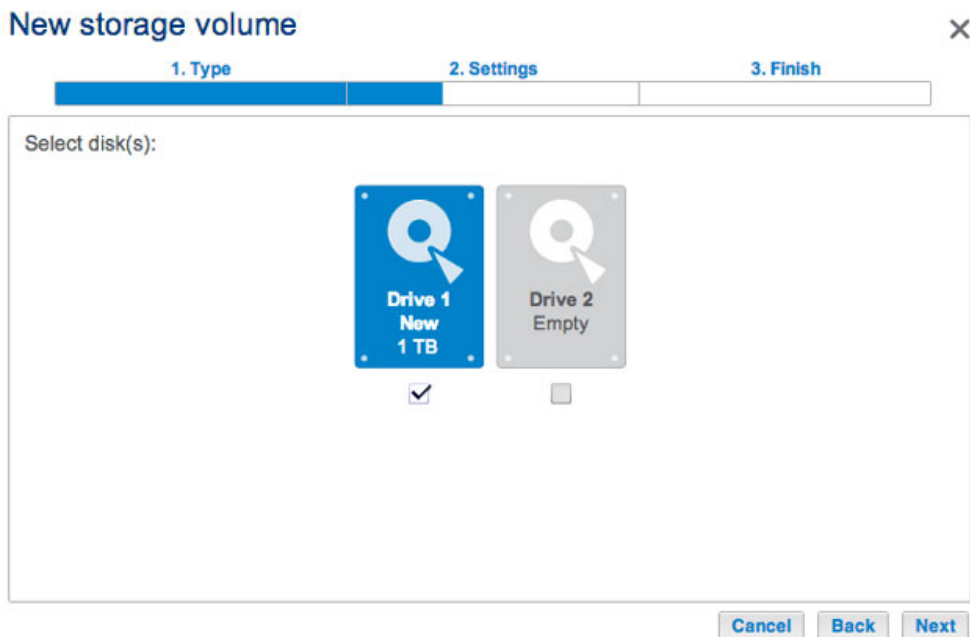 New storage volume
1. Type
2. Settings
3. Finish
Select disk(s):
Drive 1
New
1 TB
Drive 2
Empty
Cancel
Back
Next